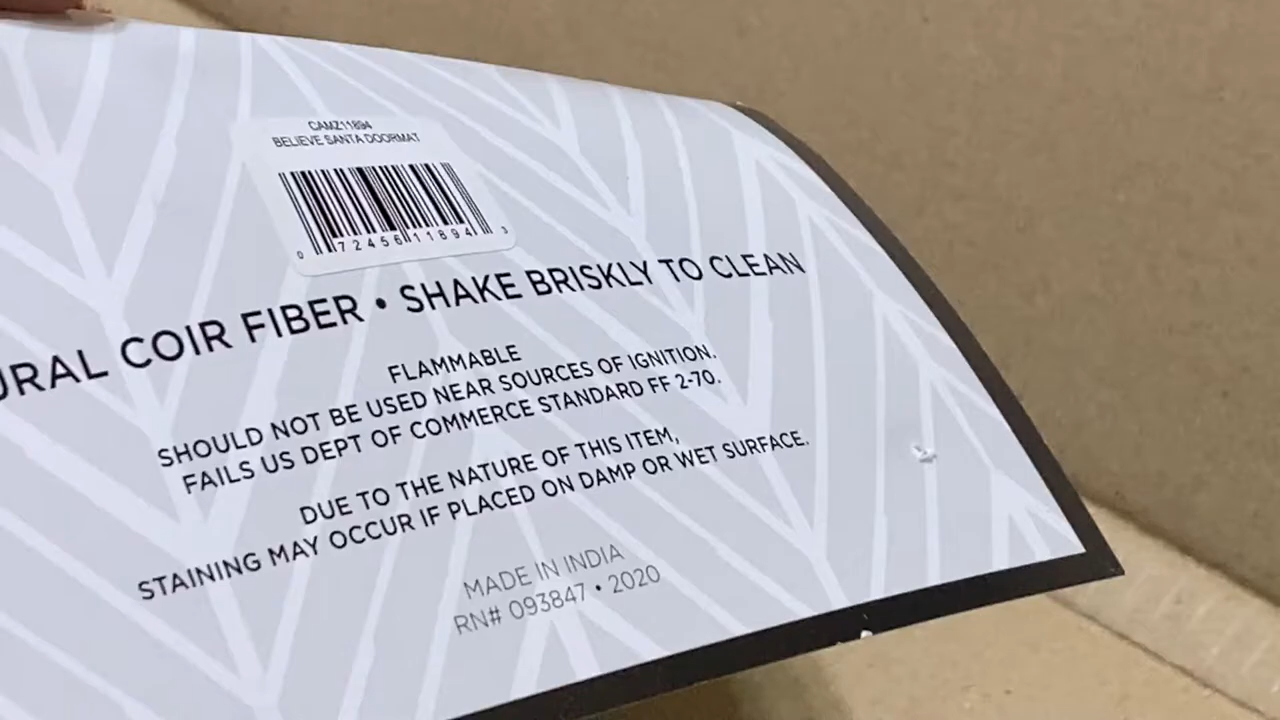 CAMZ11894
BELIEVE SANTA DOORMAT
0 72456 11894 3
COIR FIBER • SHAKE BRISKLY TO CLEAN
FLAMMABLE
SHOULD NOT BE USED NEAR SOURCES OF IGNITION.
FAILS US DEPT OF COMMERCE STANDARD FF 2-70.
DUE TO THE NATURE OF THIS ITEM,
STAINING MAY OCCUR IF PLACED ON DAMP OR WET SURFACE.
MADE IN INDIA
RN# 093847 • 2020